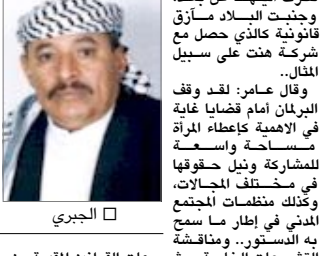 وجنبت البلاد مآزق
قانونية كالذي حصل مع
شركة هنت على سبيل
المثال..
وقال عامر: لقد وقف
البرلمان أمام قضايا غاية
في الاهمية كإعطاء المرأة
مساحة واسعة
للمشاركة ونيل حقوقها
في مختلف المجالات،
وكذلك منظمات المجتمع
المدني في إطار ما سمح
به الدستور.. ومناقشة
□ الجبري